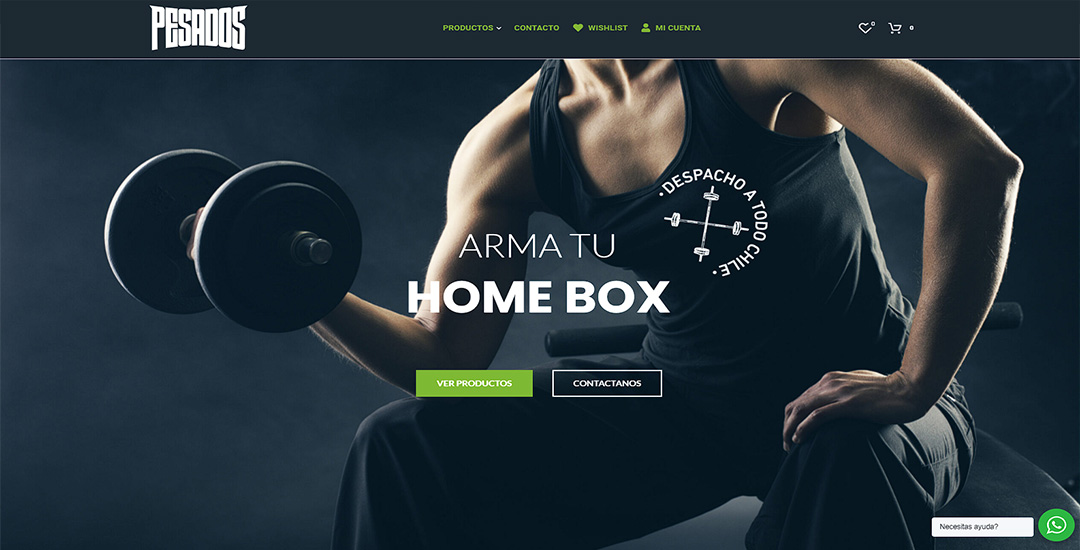 PESADOS
PRODUCTOS
CONTACTO
WISHLIST
MI CUENTA
0
0
• DESPACHO A TODO CHILE •
ARMA TU
HOME BOX
VER PRODUCTOS
CONTACTANOS
Necesitas ayuda?